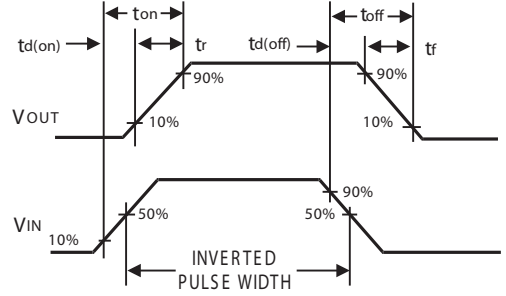 ton
toff
td(on)
tr
td(off)
tf
90%
90%
VOUT
10%
10%
90%
50%
50%
VIN
10%
INVERTED
PULSE WIDTH